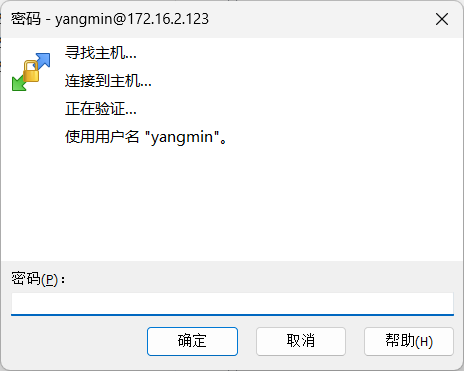 密码 - yangmin@172.16.2.123
寻找主机...
连接到主机...
正在验证...
使用用户名 "yangmin"。
密码(P)：
确定 取消 帮助(H)